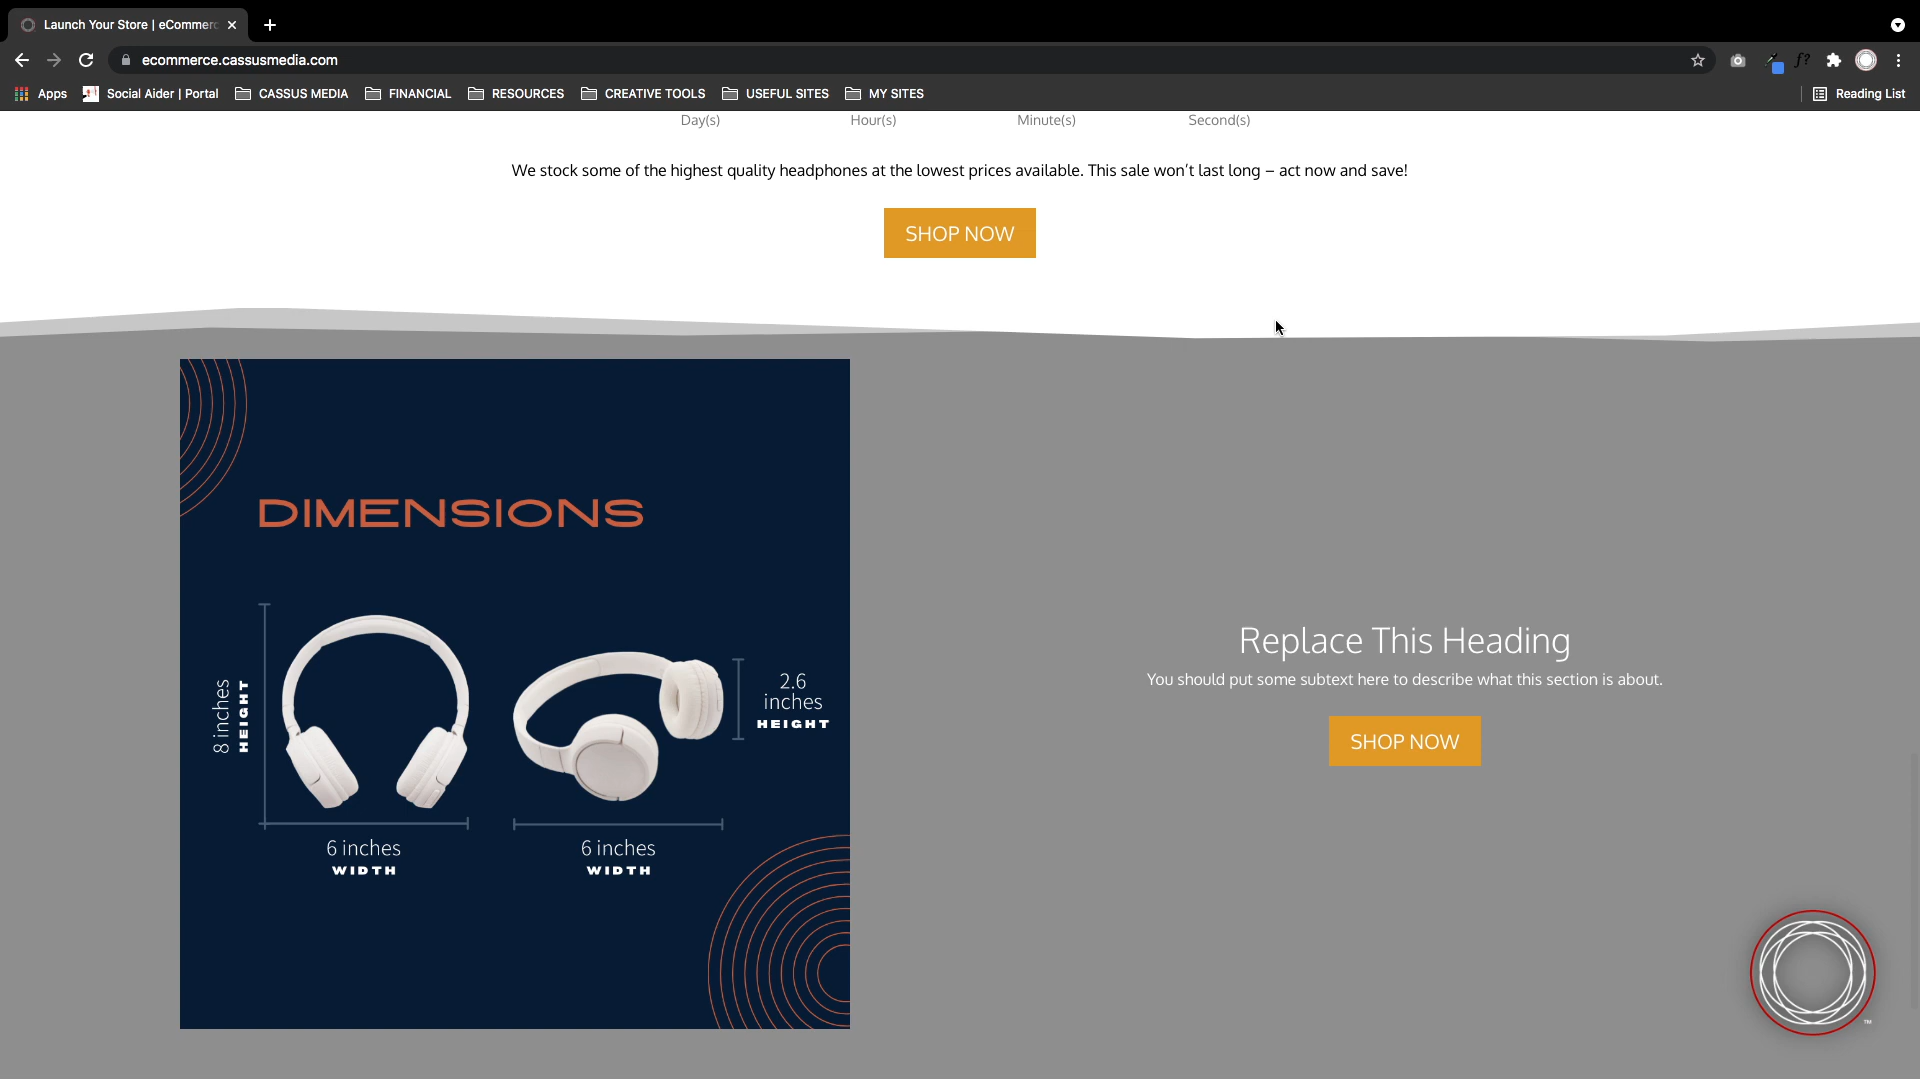 Launch Your Store | eCommerc
ecommerce.cassusmedia.com
f?
Apps
Social Aider | Portal
CASSUS MEDIA
FINANCIAL
RESOURCES
CREATIVE TOOLS
USEFUL SITES
MY SITES
Reading List
Day(s)
Hour(s)
Minute(s)
Second(s)
We stock some of the highest quality headphones at the lowest prices available. This sale won't last long – act now and save!
SHOP NOW
DIMENSIONS
8 inches
HEIGHT
2.6
inches
HEIGHT
6 inches
WIDTH
6 inches
WIDTH
Replace This Heading
You should put some subtext here to describe what this section is about.
SHOP NOW
™